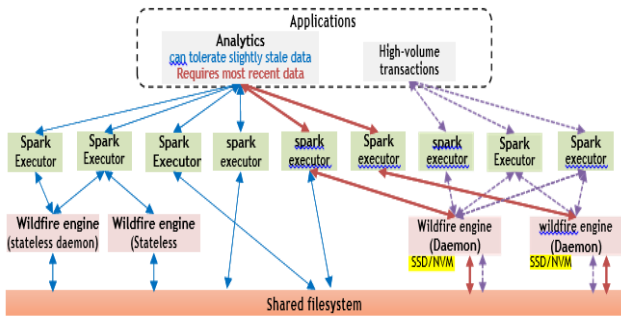 Applications
Analytics
can tolerate slightly stale data
Requires most recent data
High-volume
transactions
Spark
Executor
Spark
Executor
Spark
Executor
spark
executor
spark
executor
Spark
executor
spark
executor
Spark
Executor
Spark
executor
Wildfire engine
(stateless daemon)
Wildfire engine
(Stateless
Wildfire engine
(Daemon)
SSD/NVM
wildfire engine
(Daemon)
SSD/NVM
Shared filesystem